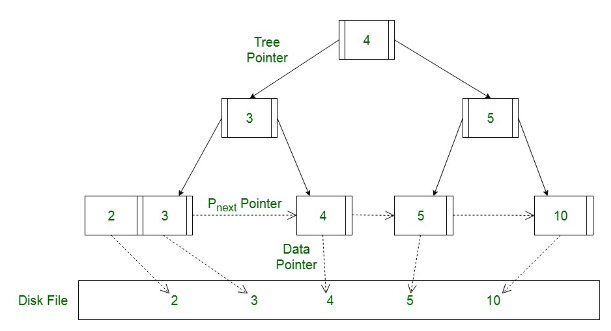 4
Tree
Pointer
3
5
2 3 Pnext Pointer 4 5 10
Data
Pointer
Disk File 2 3 4 5 10